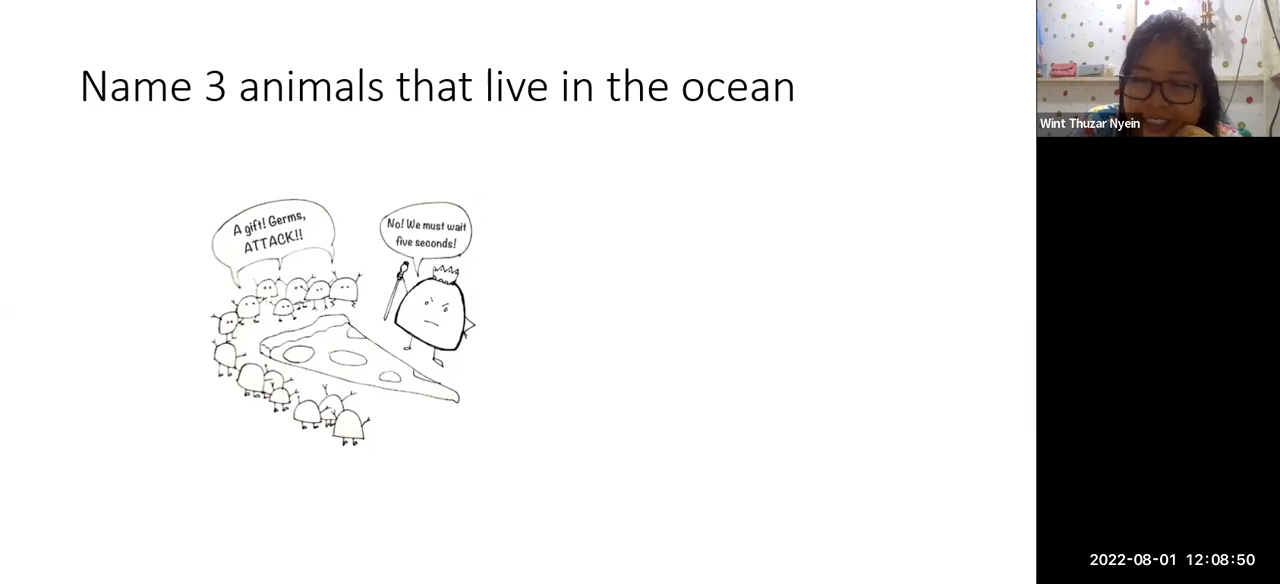 Name 3 animals that live in the ocean
A gift! Germs,
ATTACK!!
No! We must wait
five seconds!
Wint Thuzar Nyein
2022-08-01 12:08:50